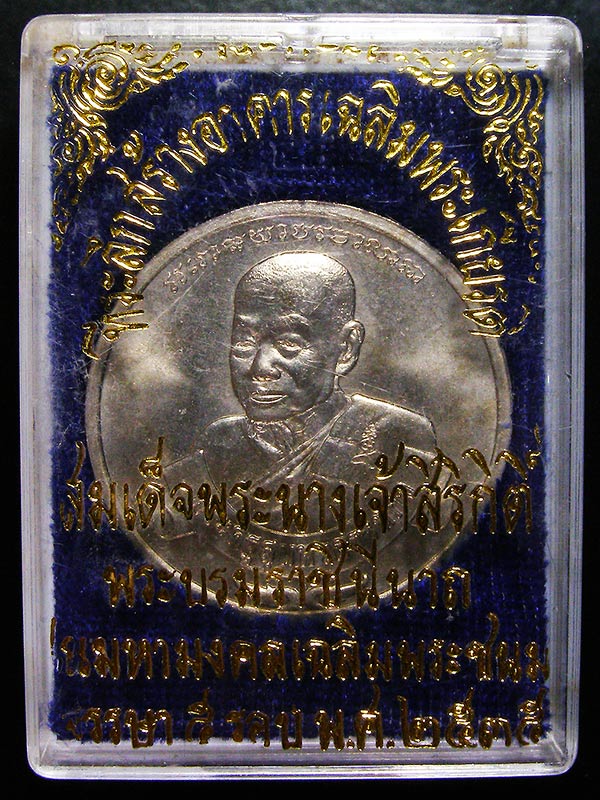 ที่ระลึกสร้างอาคารเฉลิมพระเกียรติ
สมเด็จพระนางเจ้าสิริกิติ์
พระบรมราชินีนาถ
นมหามงคลเฉลิมพระชนม
รรษา ๕ รอบ พ.ศ.๒๕๓๕